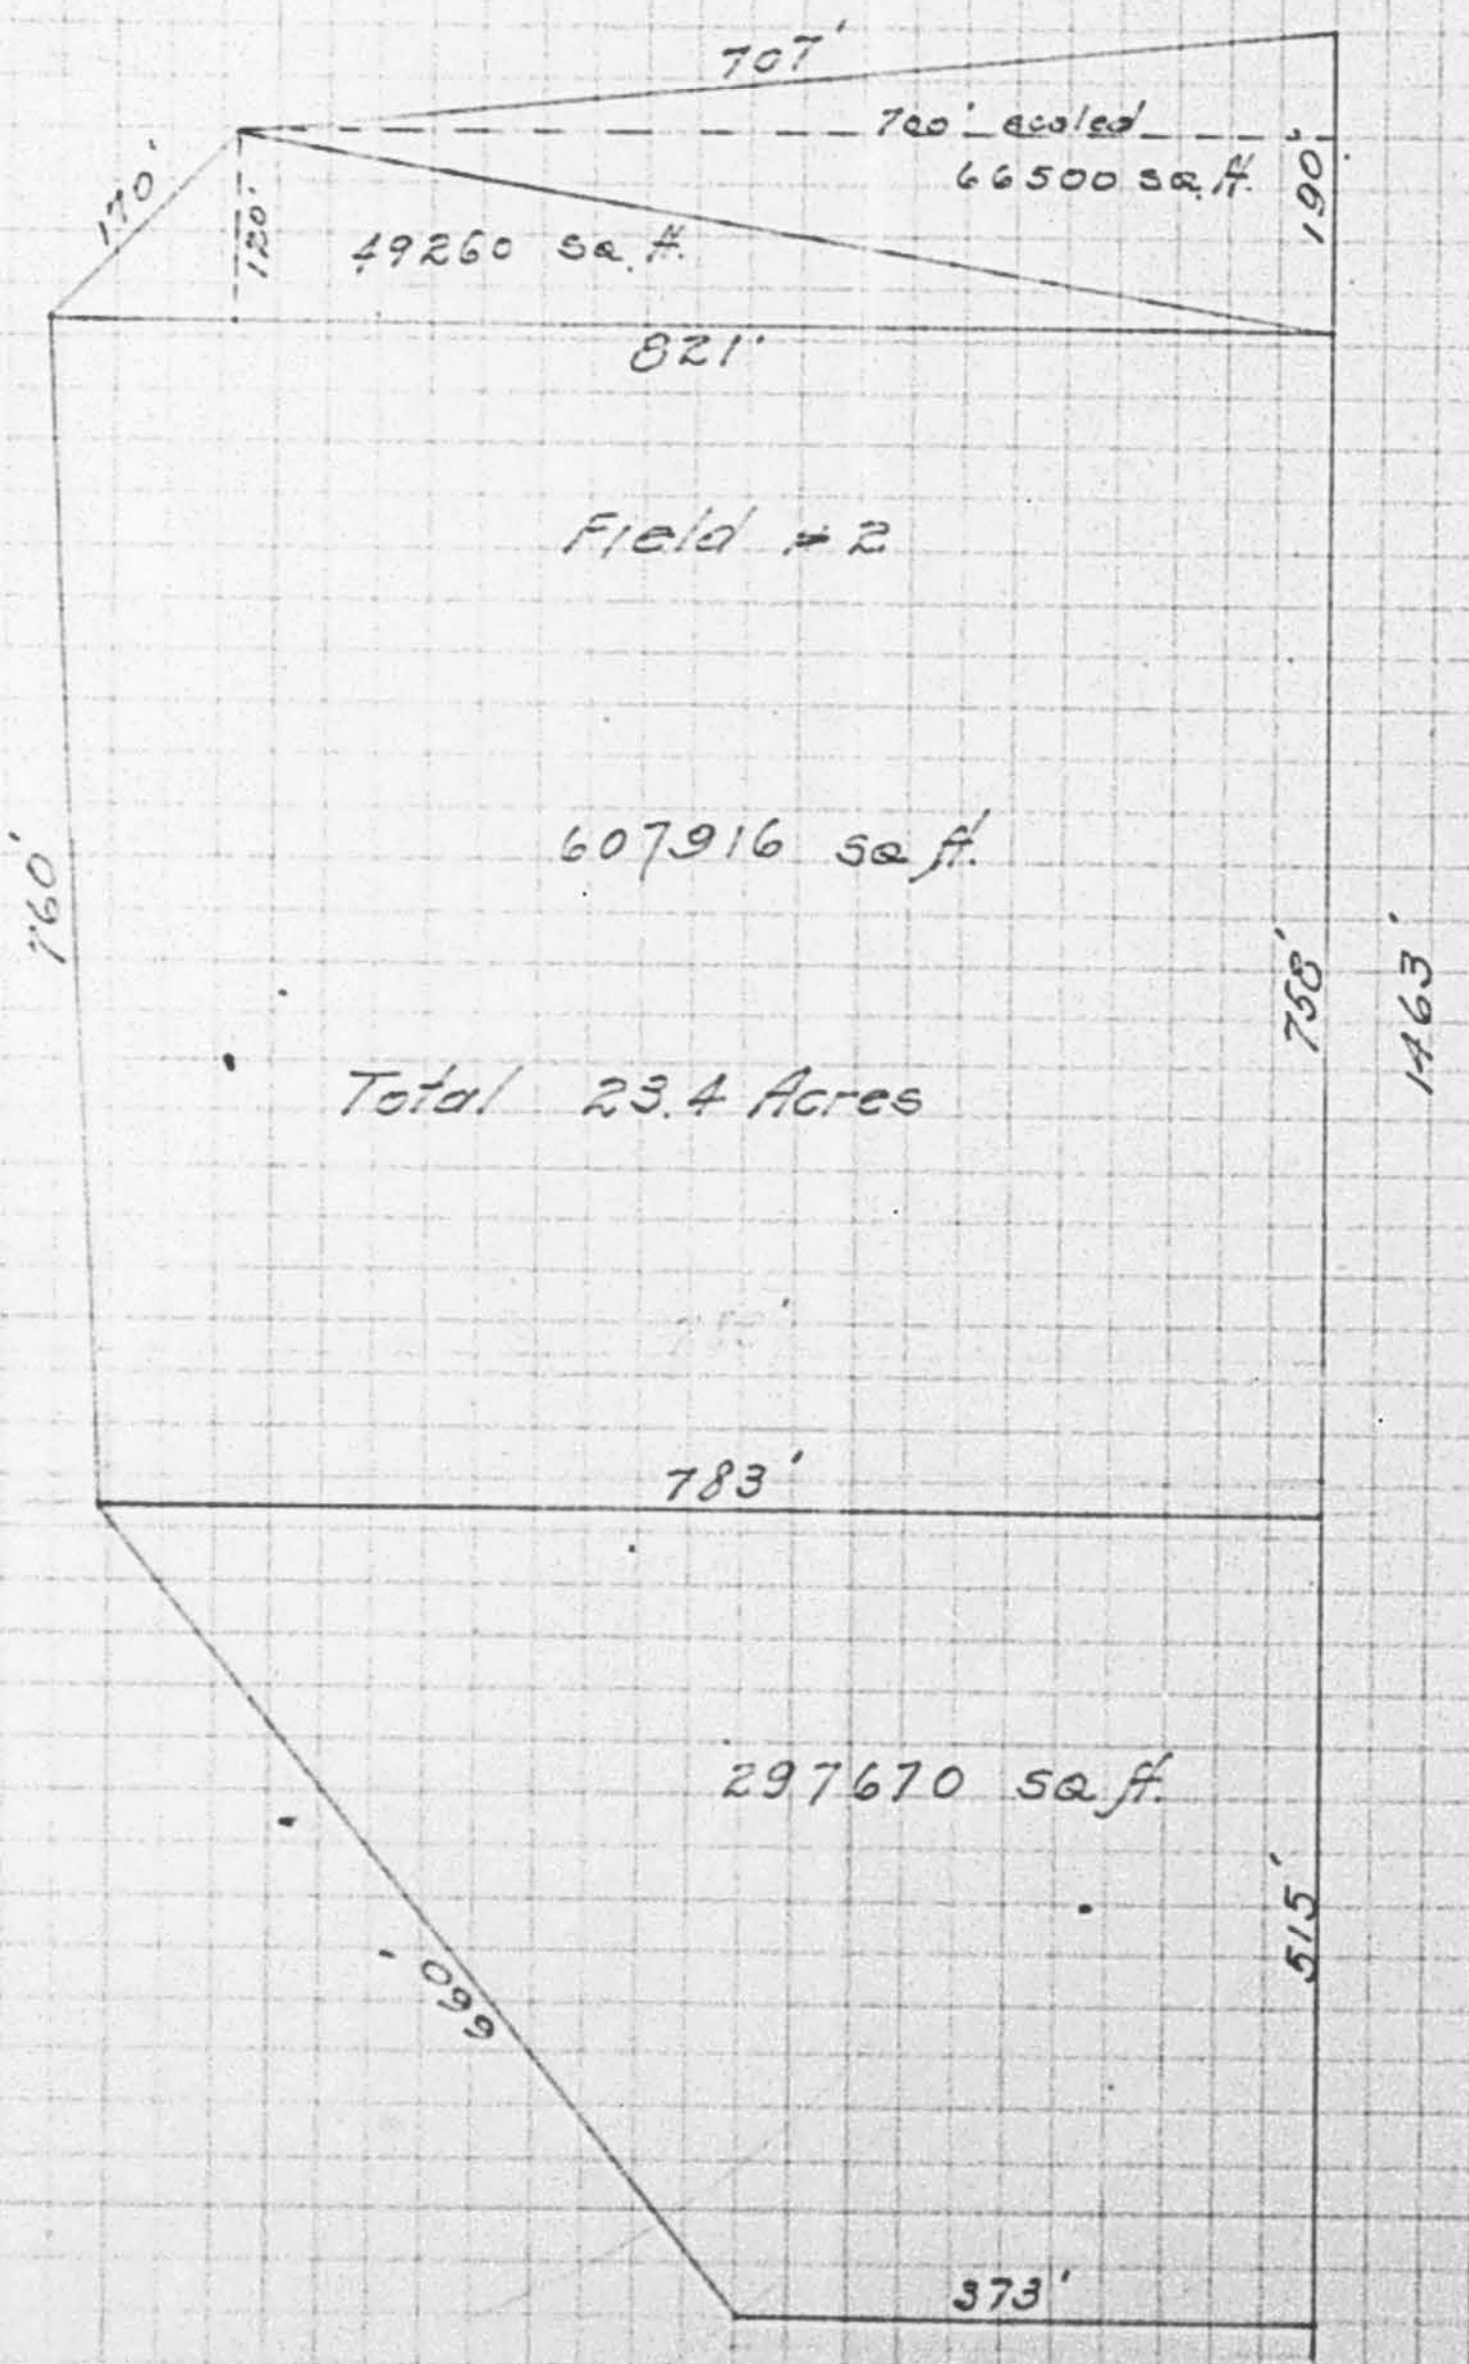 707'
700' scaled
66500 sq. ft.
190'
170'
120'
49260 sq. ft.
821'
Field # 2
607916 sq ft.
760'
758'
1463'
Total 23.4 Acres
783'
297670 sq ft.
515'
660'
373'